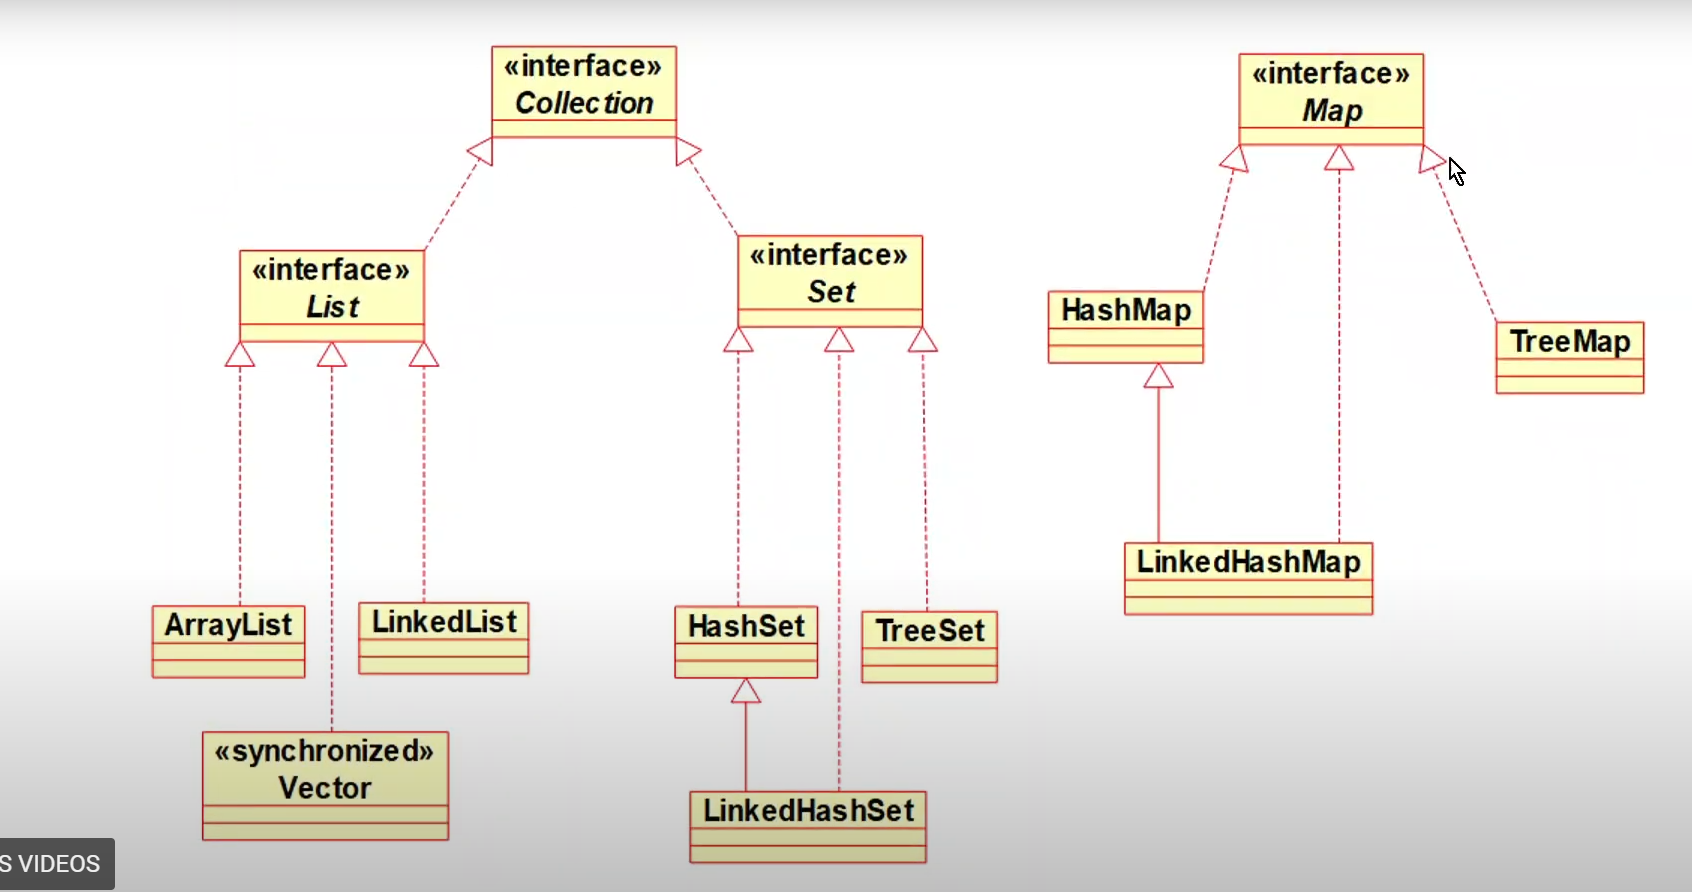 «interface»
Collection
«interface»
Map
«interface»
List
«interface»
Set
HashMap
TreeMap
LinkedHashMap
ArrayList
LinkedList
HashSet
TreeSet
«synchronized»
Vector
LinkedHashSet
S VIDEOS